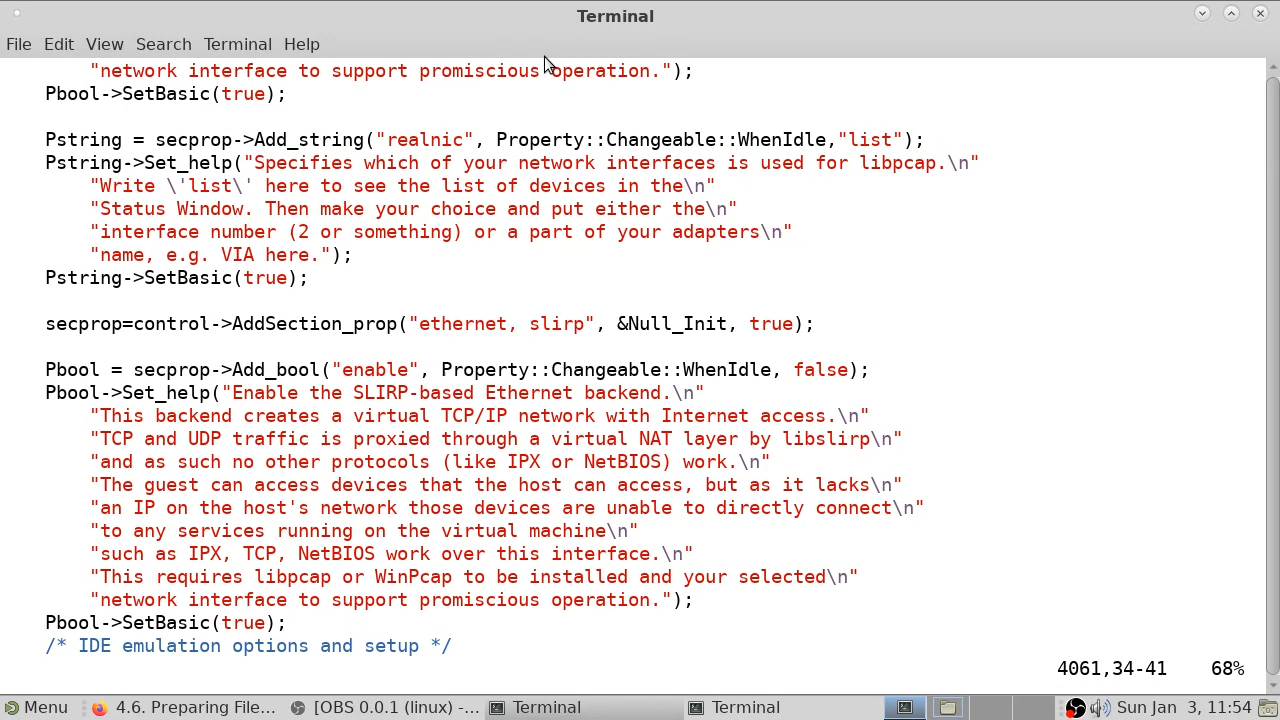 Terminal
File Edit View Search Terminal Help
"network interface to support promiscious operation.");
Pbool->SetBasic(true);
Pstring = secprop->Add_string("realnic", Property::Changeable::WhenIdle,"list");
Pstring->Set_help("Specifies which of your network interfaces is used for libpcap.\n"
"Write \'list\' here to see the list of devices in the\n"
"Status Window. Then make your choice and put either the\n"
"interface number (2 or something) or a part of your adapters\n"
"name, e.g. VIA here.");
Pstring->SetBasic(true);
secprop=control->AddSection_prop("ethernet, slirp", &Null_Init, true);
Pbool = secprop->Add_bool("enable", Property::Changeable::WhenIdle, false);
Pbool->Set_help("Enable the SLIRP-based Ethernet backend.\n"
"This backend creates a virtual TCP/IP network with Internet access.\n"
"TCP and UDP traffic is proxied through a virtual NAT layer by libslirp\n"
"and as such no other protocols (like IPX or NetBIOS) work.\n"
"The guest can access devices that the host can access, but as it lacks\n"
"an IP on the host's network those devices are unable to directly connect\n"
"to any services running on the virtual machine\n"
"such as IPX, TCP, NetBIOS work over this interface.\n"
"This requires libpcap or WinPcap to be installed and your selected\n"
"network interface to support promiscious operation.");
Pbool->SetBasic(true);
/* IDE emulation options and setup */
4061,34-41 68%
Menu 4.6. Preparing File... [OBS 0.0.1 (linux) -... Terminal Terminal Sun Jan 3, 11:54